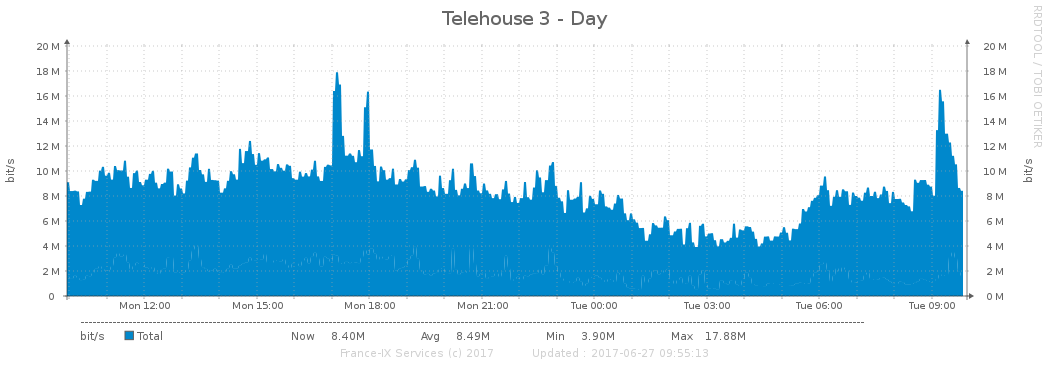 Telehouse 3 - Day
RRDTOOL / TOBI OETIKER
bit/s
bit/s
20 M 20 M
18 M 18 M
16 M 16 M
14 M 14 M
12 M 12 M
10 M 10 M
8 M 8 M
6 M 6 M
4 M 4 M
2 M 2 M
0 0 M
Mon 12:00 Mon 15:00 Mon 18:00 Mon 21:00 Tue 00:00 Tue 03:00 Tue 06:00 Tue 09:00
bit/s Total Now 8.40M Avg 8.49M Min 3.90M Max 17.88M
France-IX Services (c) 2017 Updated : 2017-06-27 09:55:13